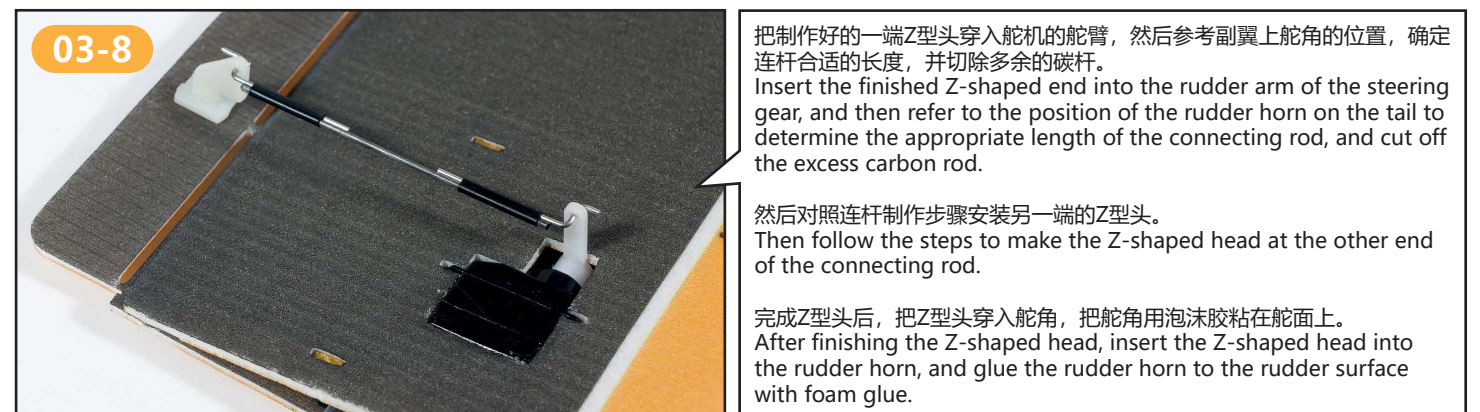 03-8
把制作好的一端Z型头穿入舵机的舵臂，然后参考副翼上舵角的位置，确定
连杆合适的长度，并切除多余的碳杆。
Insert the finished Z-shaped end into the rudder arm of the steering
gear, and then refer to the position of the rudder horn on the tail to
determine the appropriate length of the connecting rod, and cut off
the excess carbon rod.
然后对照连杆制作步骤安装另一端的Z型头。
Then follow the steps to make the Z-shaped head at the other end
of the connecting rod.
完成Z型头后，把Z型头穿入舵角，把舵角用泡沫胶粘在舵面上。
After finishing the Z-shaped head, insert the Z-shaped head into
the rudder horn, and glue the rudder horn to the rudder surface
with foam glue.